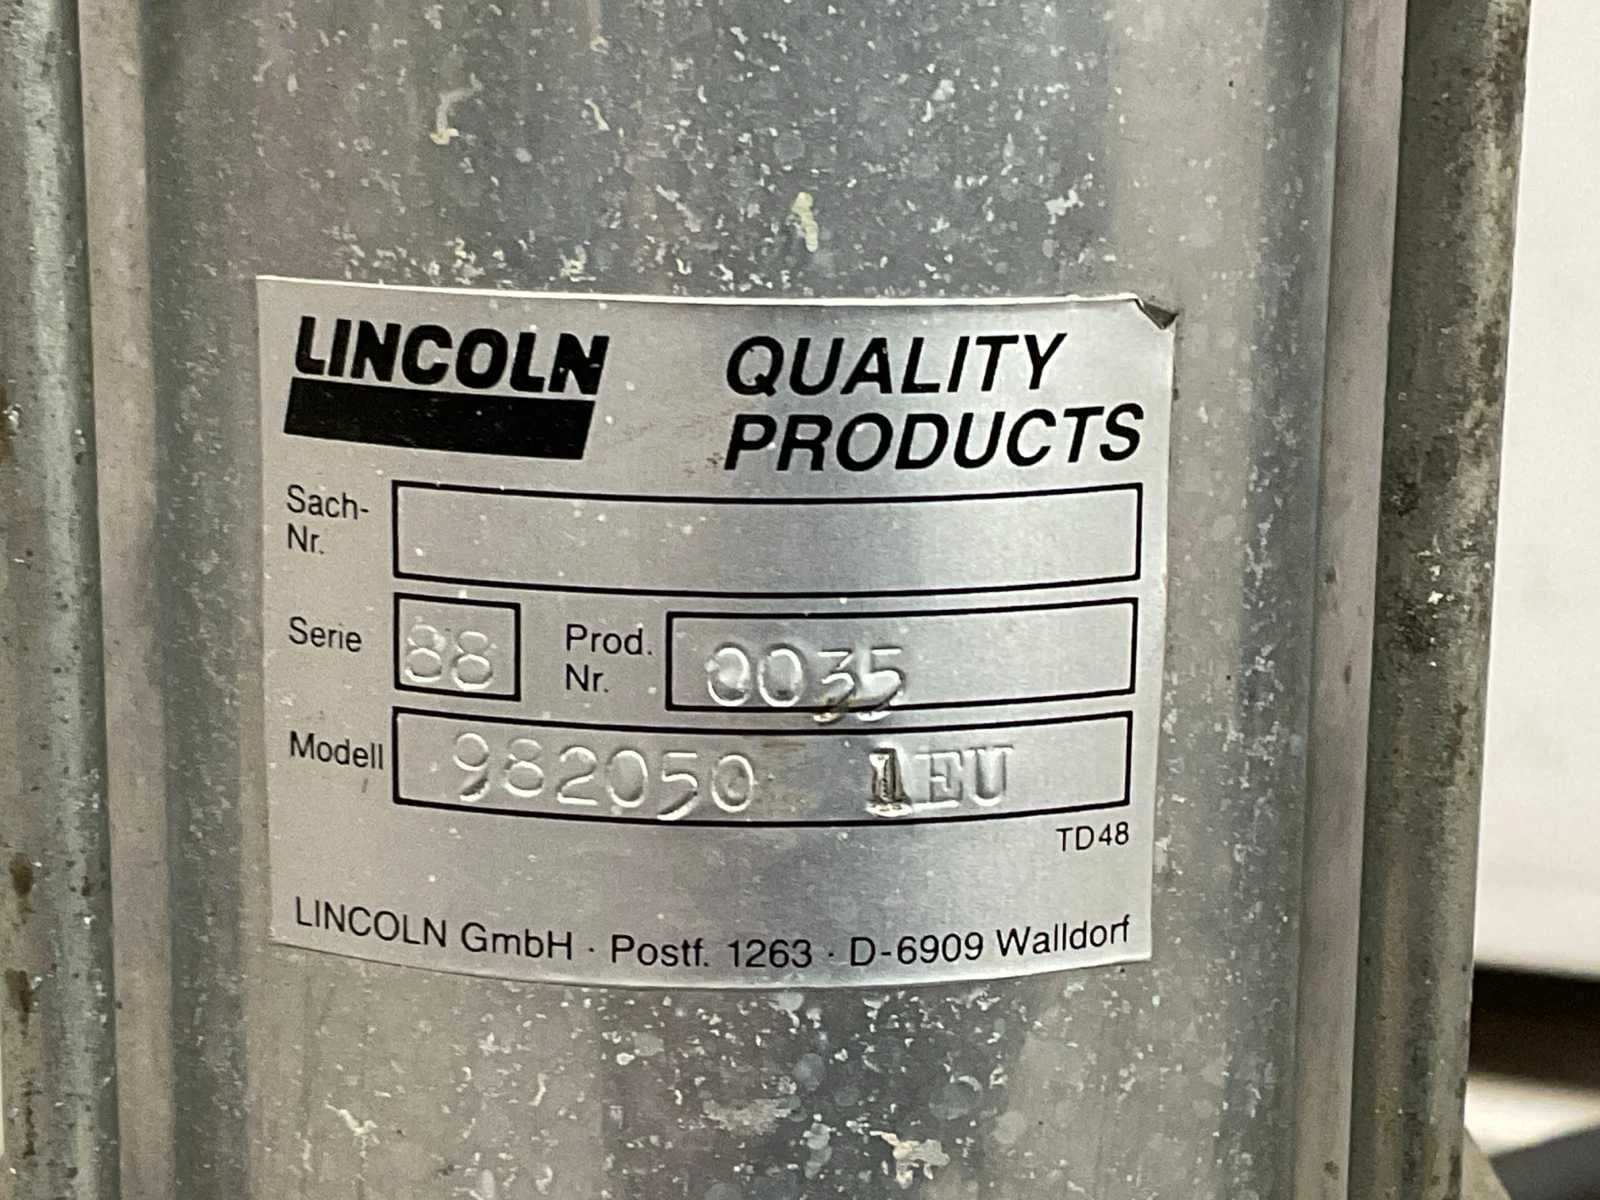 LINCOLN
QUALITY
PRODUCTS
Sach-
Nr.
Serie 88
Prod.
Nr. 0035
Modell 982050 1EU
TD48
LINCOLN GmbH · Postf. 1263 · D-6909 Walldorf